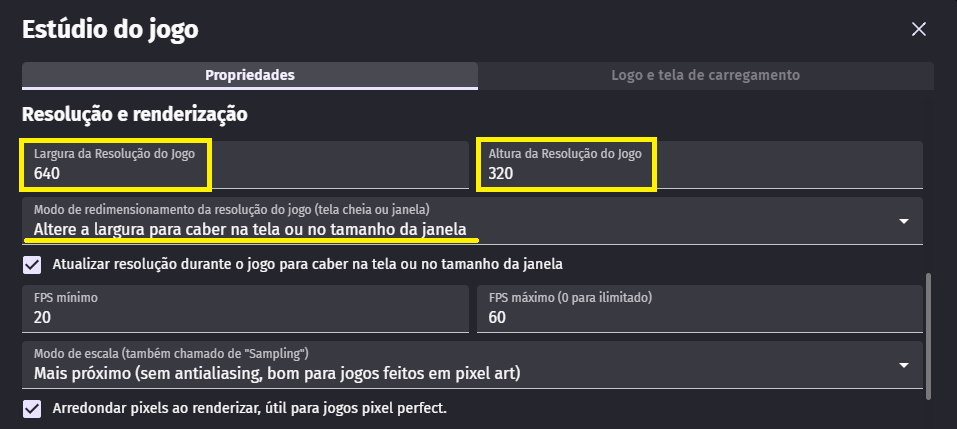 Estúdio do jogo
Propriedades
Logo e tela de carregamento
Resolução e renderização
Largura da Resolução do Jogo
640
Altura da Resolução do Jogo
320
Modo de redimensionamento da resolução do jogo (tela cheia ou janela)
Altere a largura para caber na tela ou no tamanho da janela
Atualizar resolução durante o jogo para caber na tela ou no tamanho da janela
FPS mínimo
20
FPS máximo (0 para ilimitado)
60
Modo de escala (também chamado de "Sampling")
Mais próximo (sem antialiasing, bom para jogos feitos em pixel art)
Arredondar pixels ao renderizar, útil para jogos pixel perfect.